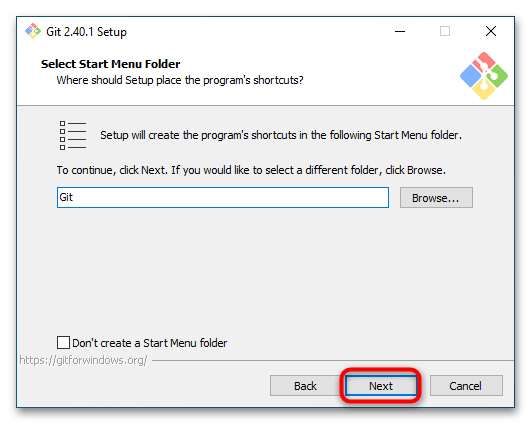 Git 2.40.1 Setup
Select Start Menu Folder
Where should Setup place the program's shortcuts?
Setup will create the program's shortcuts in the following Start Menu folder.
To continue, click Next. If you would like to select a different folder, click Browse.
Git
Browse...
Don't create a Start Menu folder
https://gitforwindows.org/
Back
Next
Cancel